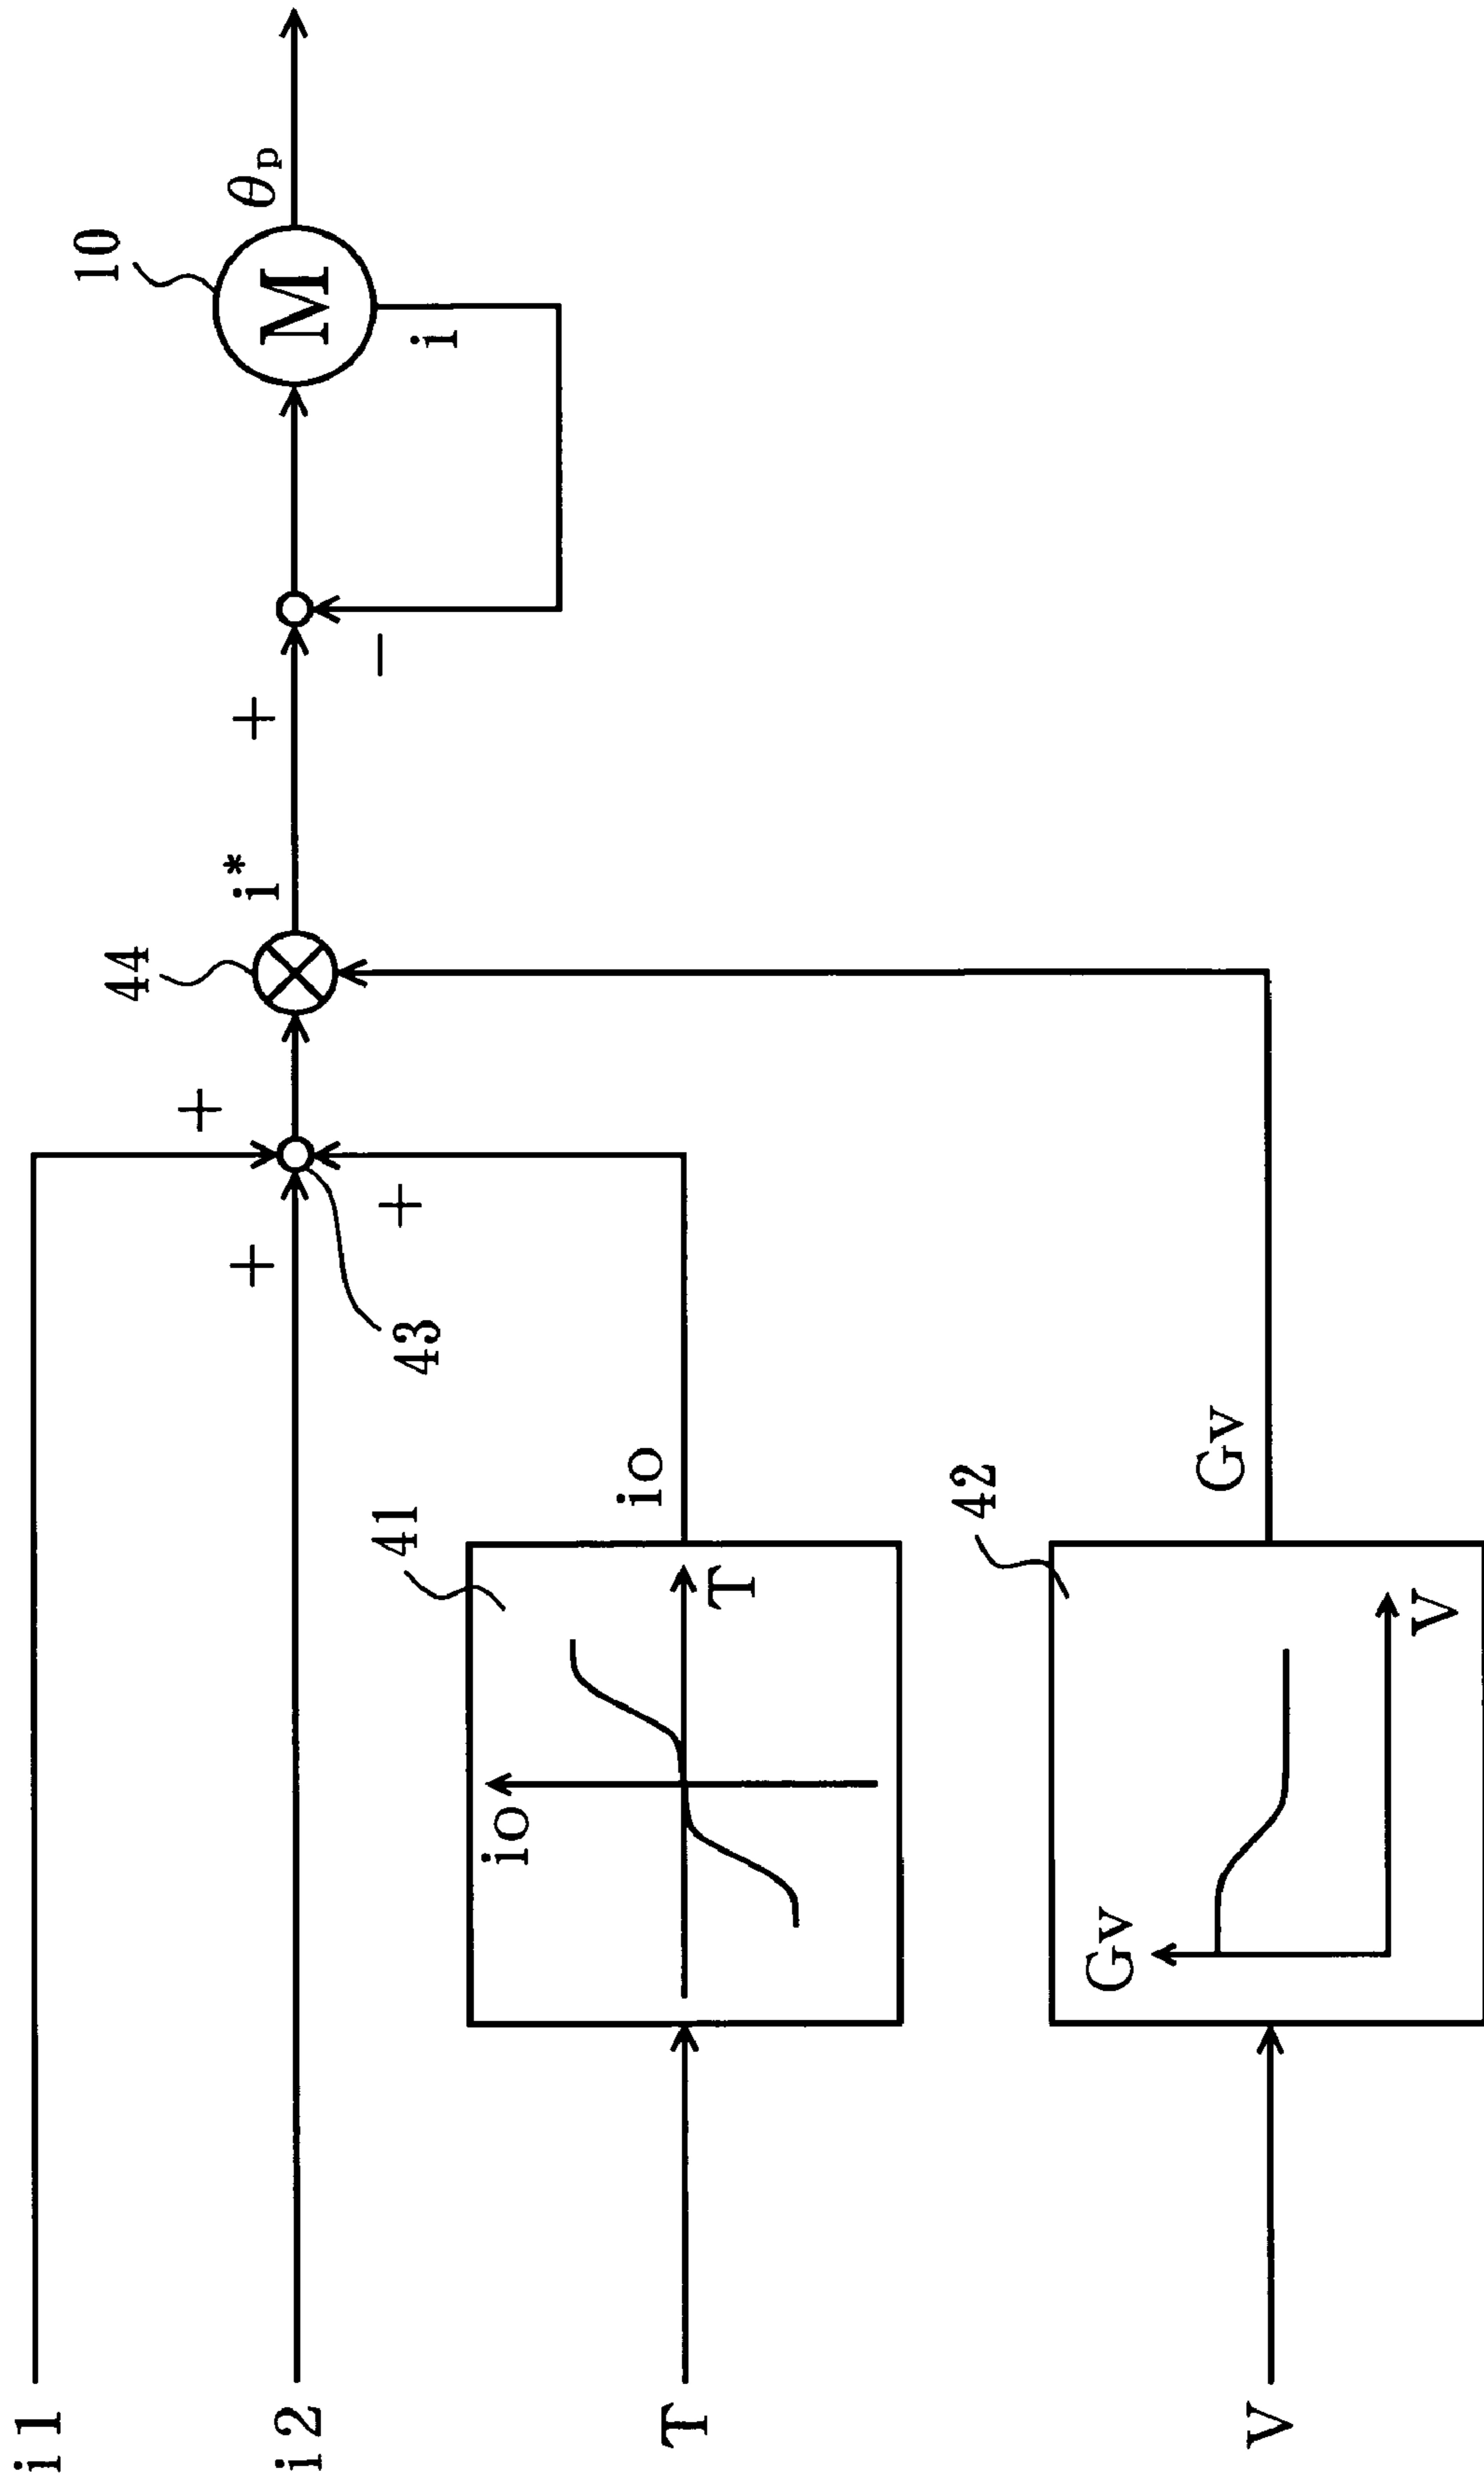 i1
i2
T
V
41
io
T
io
42
Gv
V
Gv
43
+
+
+
44
i*
+
−
10
M
θp
i